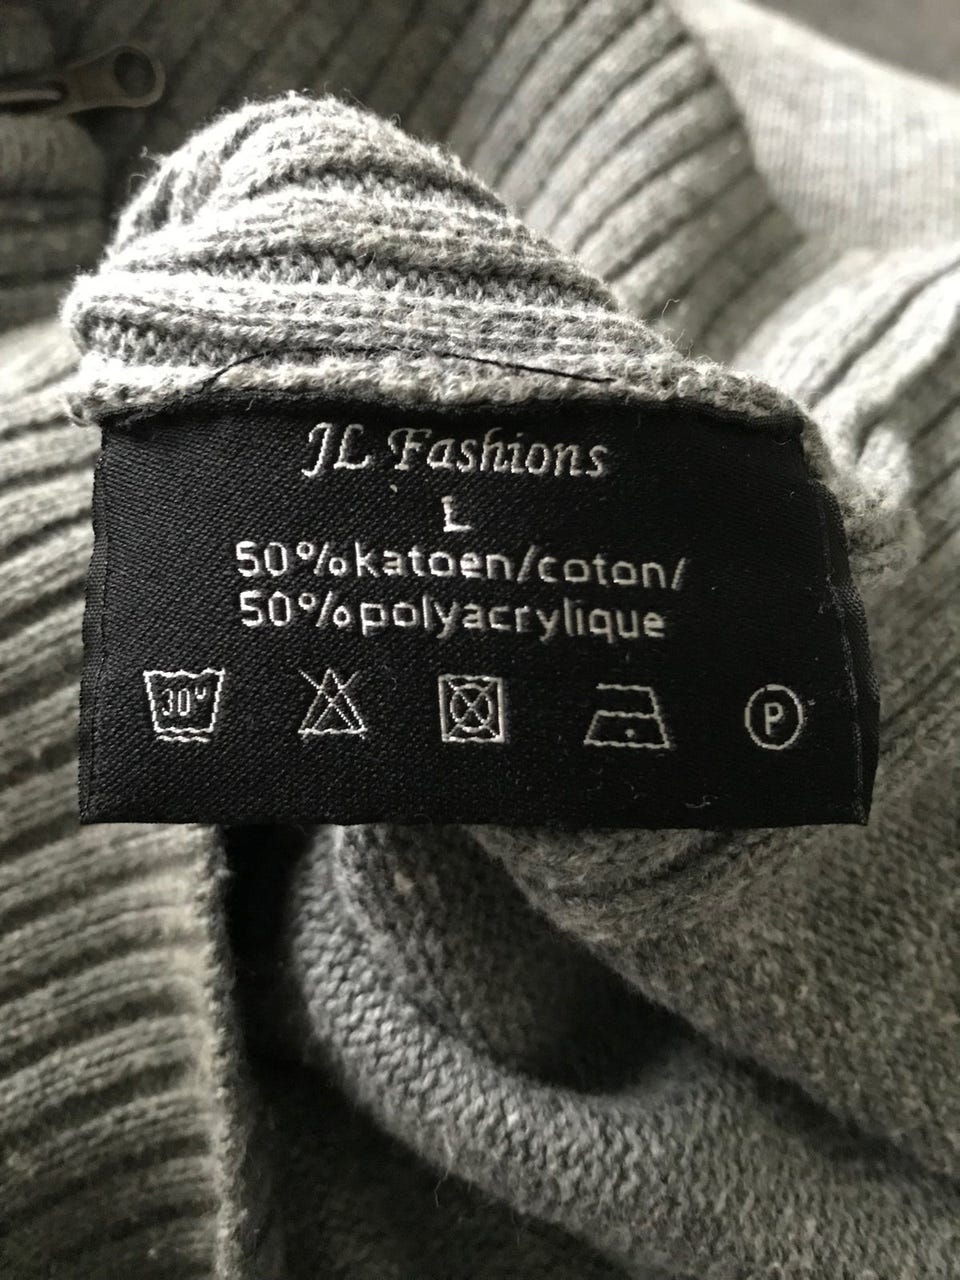 JL Fashions
L
50%katoen/coton/
50%polyacrylique
30°
P